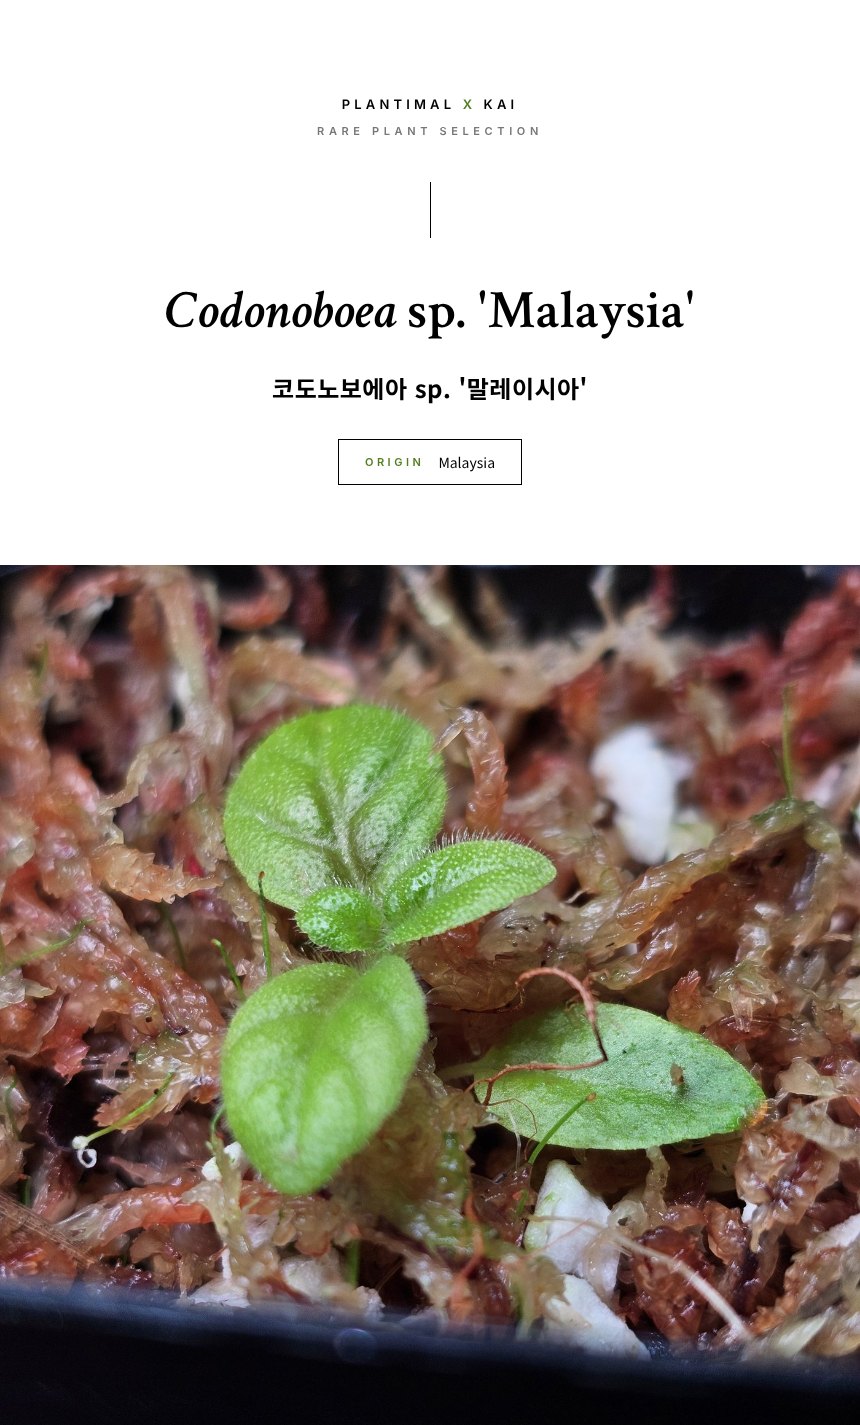 PLANTIMAL X KAI
RARE PLANT SELECTION
Codonoboea sp. 'Malaysia'
코도노보에아 sp. '말레이시아'
ORIGIN Malaysia